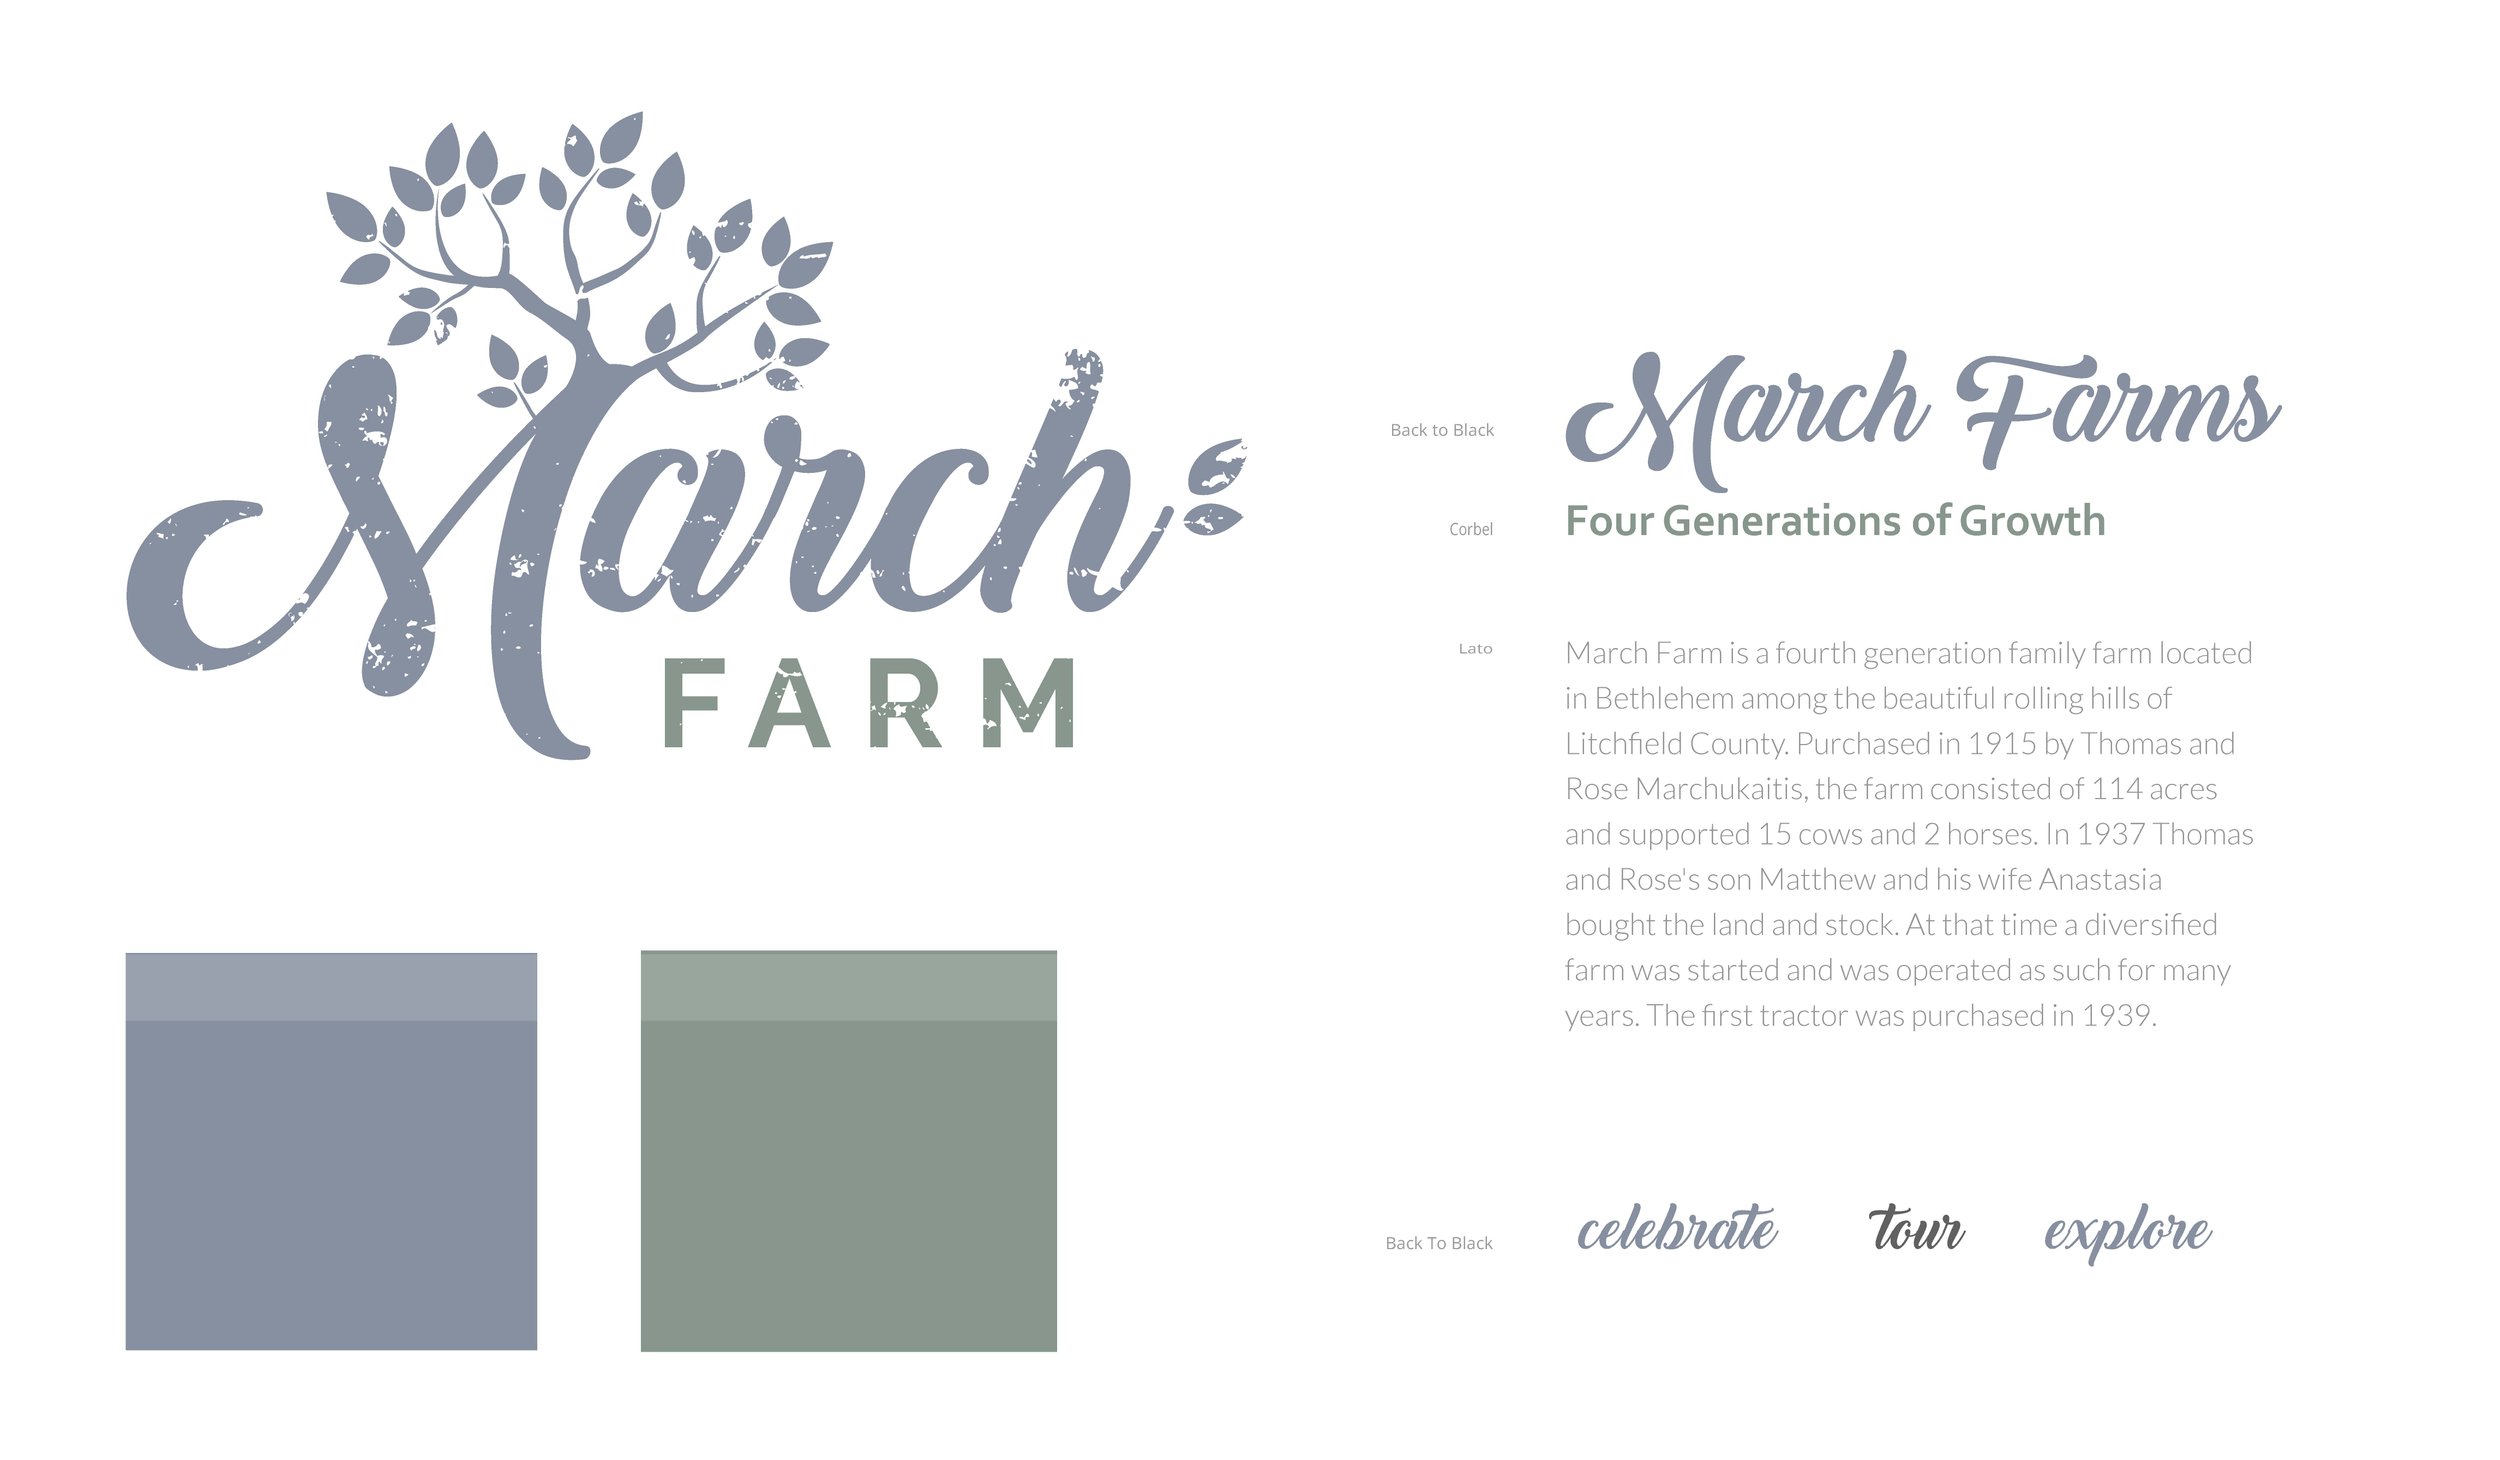 March
FARM
Back to Black
March Farms
Corbel
Four Generations of Growth
Lato
March Farm is a fourth generation family farm located
in Bethlehem among the beautiful rolling hills of
Litchfield County. Purchased in 1915 by Thomas and
Rose Marchukaitis, the farm consisted of 114 acres
and supported 15 cows and 2 horses. In 1937 Thomas
and Rose's son Matthew and his wife Anastasia
bought the land and stock. At that time a diversified
farm was started and was operated as such for many
years. The first tractor was purchased in 1939.
Back To Black
celebrate tour explore